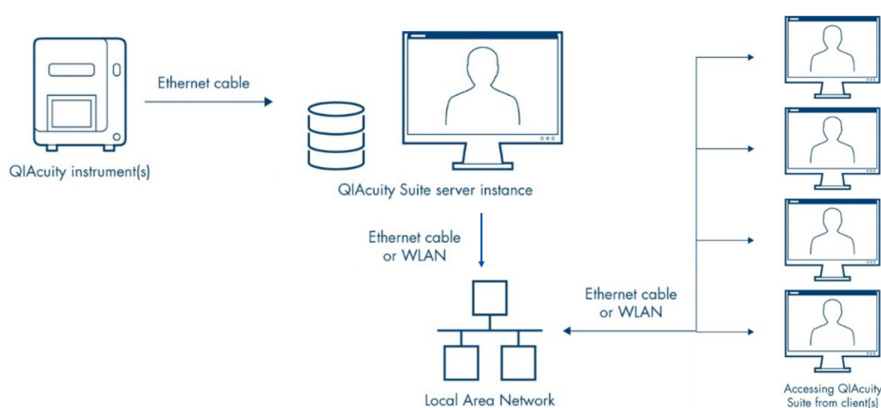 Ethernet cable
QIAcuity instrument(s)
QIAcuity Suite server instance
Ethernet cable
or WLAN
Ethernet cable
or WLAN
Local Area Network
Accessing QIAcuity
Suite from client(s)